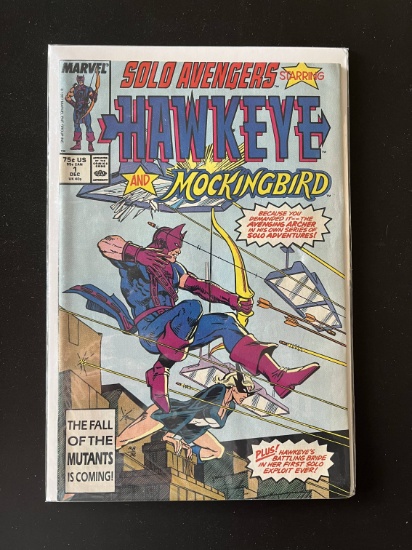 MARVEL
SOLO AVENGERS STARRING
HAWKEYE
AND MOCKINGBIRD
75¢ US
1
DEC
BECAUSE YOU
DEMANDED IT--THE
AVENGING ARCHER
IN HIS OWN SERIES OF
SOLO ADVENTURES!
THE FALL
OF THE
MUTANTS
IS COMING!
PLUS! HAWKEYE'S
BATTLING BRIDE
IN HER FIRST SOLO
EXPLOIT EVER!